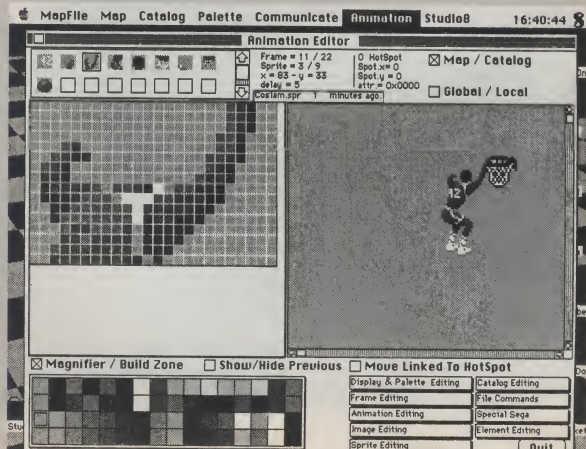 MapFile Map Catalog Palette Communicate Animation Studio8 16:40:44
Animation Editor
Frame = 11 / 22
Sprite = 3 / 9
x = 83 - y = 33
delay = 5
0 HotSpot
Spot.x= 0
Spot.y = 0
attr = 0x0000
Coslam.spr 1 minutes ago.
Map / Catalog
Global / Local
42
Magnifier / Build Zone
Show/Hide Previous
Move Linked To HotSpot
Display & Palette Editing
Catalog Editing
Frame Editing
File Commands
Animation Editing
Special Sega
Image Editing
Element Editing
Sprite Editing
Quit